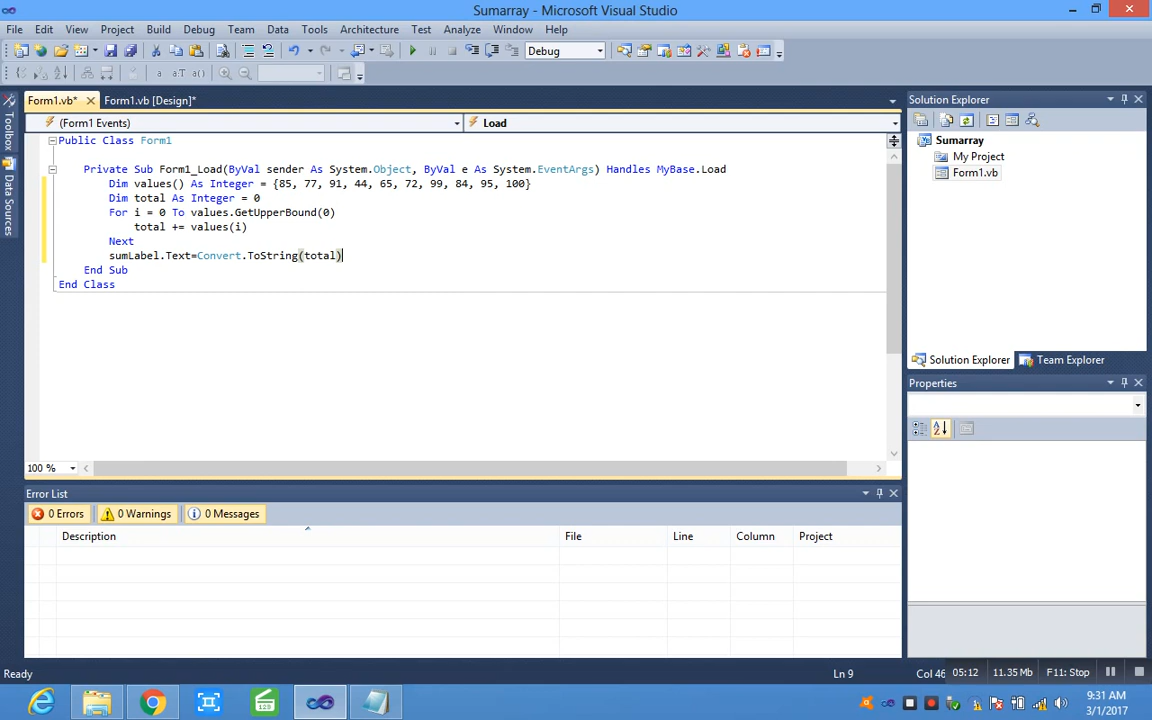 Sumarray - Microsoft Visual Studio
File Edit View Project Build Debug Team Data Tools Architecture Test Analyze Window Help
Debug
a a.T a()
Form1.vb* Form1.vb [Design]*
(Form1 Events) Load
Public Class Form1
Private Sub Form1_Load(ByVal sender As System.Object, ByVal e As System.EventArgs) Handles MyBase.Load
Dim values() As Integer = {85, 77, 91, 44, 65, 72, 99, 84, 95, 100}
Dim total As Integer = 0
For i = 0 To values.GetUpperBound(0)
total += values(i)
Next
sumLabel.Text=Convert.ToString(total)
End Sub
End Class
100 %
Toolbox
Data Sources
Solution Explorer
Sumarray
My Project
Form1.vb
Solution Explorer Team Explorer
Properties
Error List
0 Errors 0 Warnings 0 Messages
Description File Line Column Project
Ready Ln 9 Col 46 05:12 11.35 Mb F11: Stop
123
9:31 AM
3/1/2017